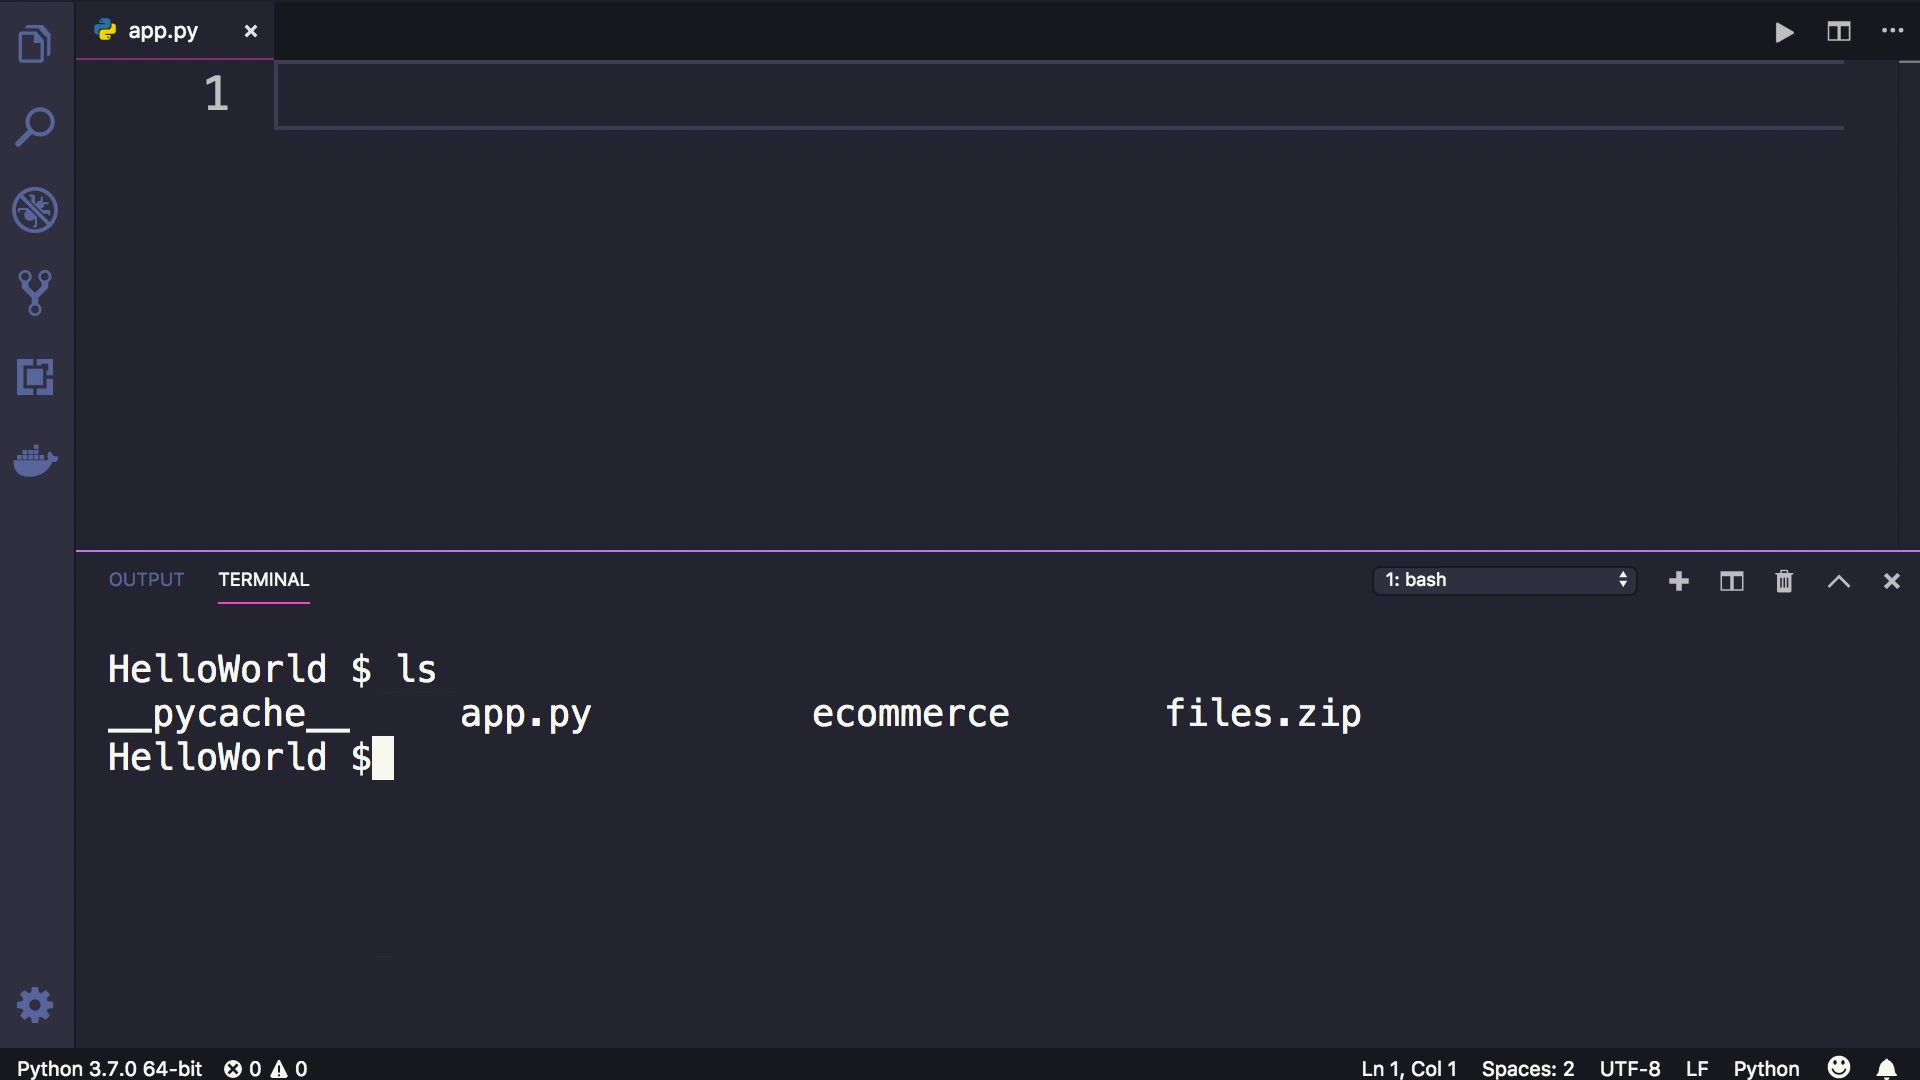 app.py
1
OUTPUT TERMINAL 1: bash
HelloWorld $ ls
__pycache__ app.py ecommerce files.zip
HelloWorld $
Python 3.7.0 64-bit 0 0 Ln 1, Col 1 Spaces: 2 UTF-8 LF Python